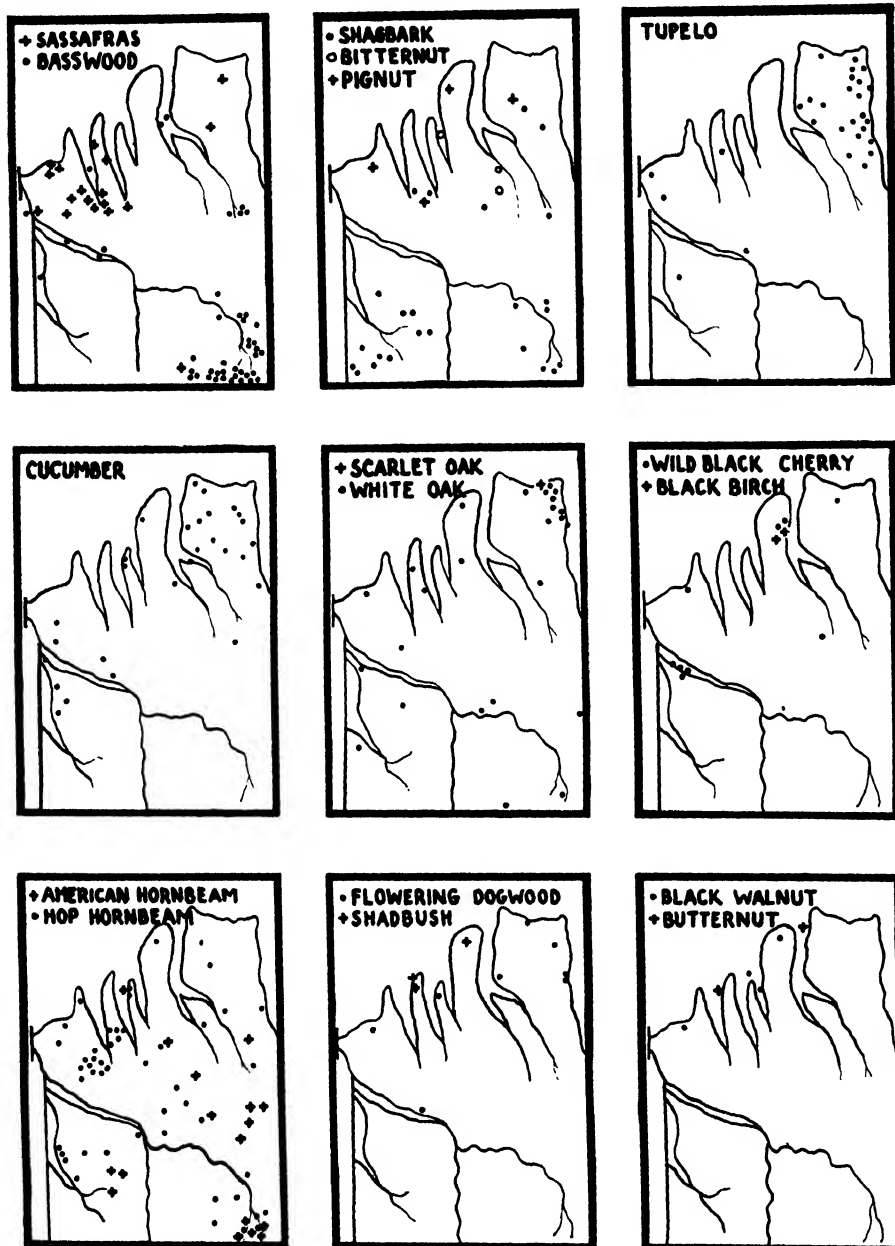 + SASSAFRAS
• BASSWOOD
• SHAGBARK
o BITTERNUT
+ PIGNUT
TUPELO
CUCUMBER
+ SCARLET OAK
• WHITE OAK
• WILD BLACK CHERRY
+ BLACK BIRCH
+ AMERICAN HORNBEAM
• HOP HORNBEAM
• FLOWERING DOGWOOD
+ SHADBUSH
• BLACK WALNUT
+ BUTTERNUT